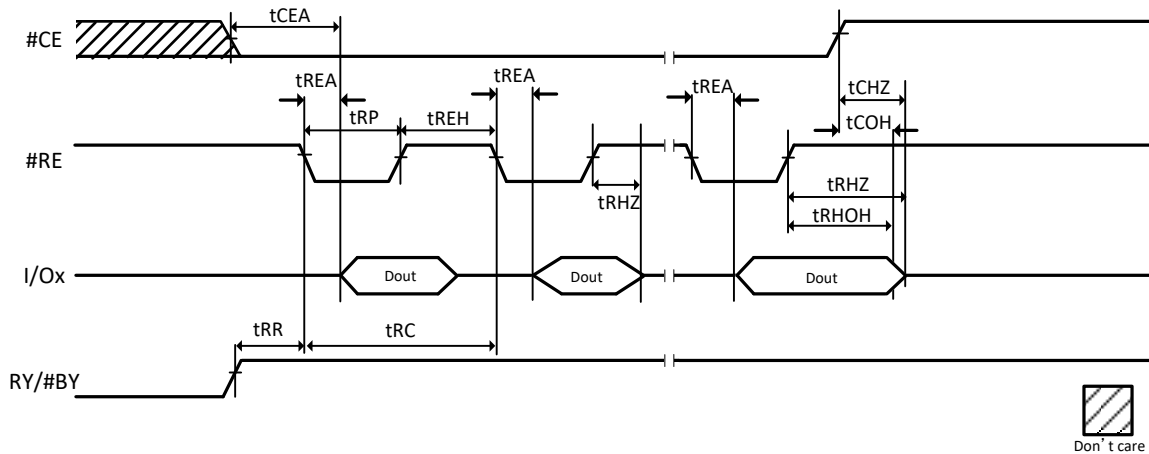 tCEA
#CE
tREA
tREA
tREA
tCHZ
tRP
tREH
tCOH
#RE
tRHZ
tRHZ
tRHOH
I/Ox
Dout
Dout
Dout
tRR
tRC
RY/#BY
Don’t care